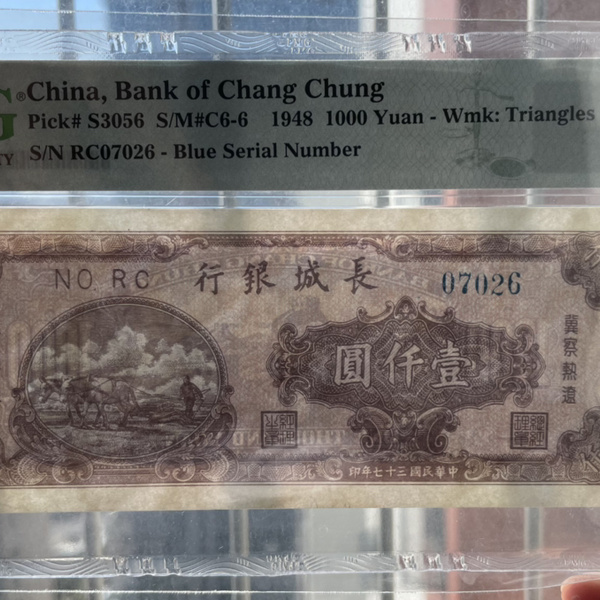 ® China, Bank of Chang Chung
Pick# S3056 S/M#C6-6 1948 1000 Yuan - Wmk: Triangles
S/N RC07026 - Blue Serial Number
NO RC 行銀城長 07026
圓仟壹
冀察熱遼
印年七十三國民華中